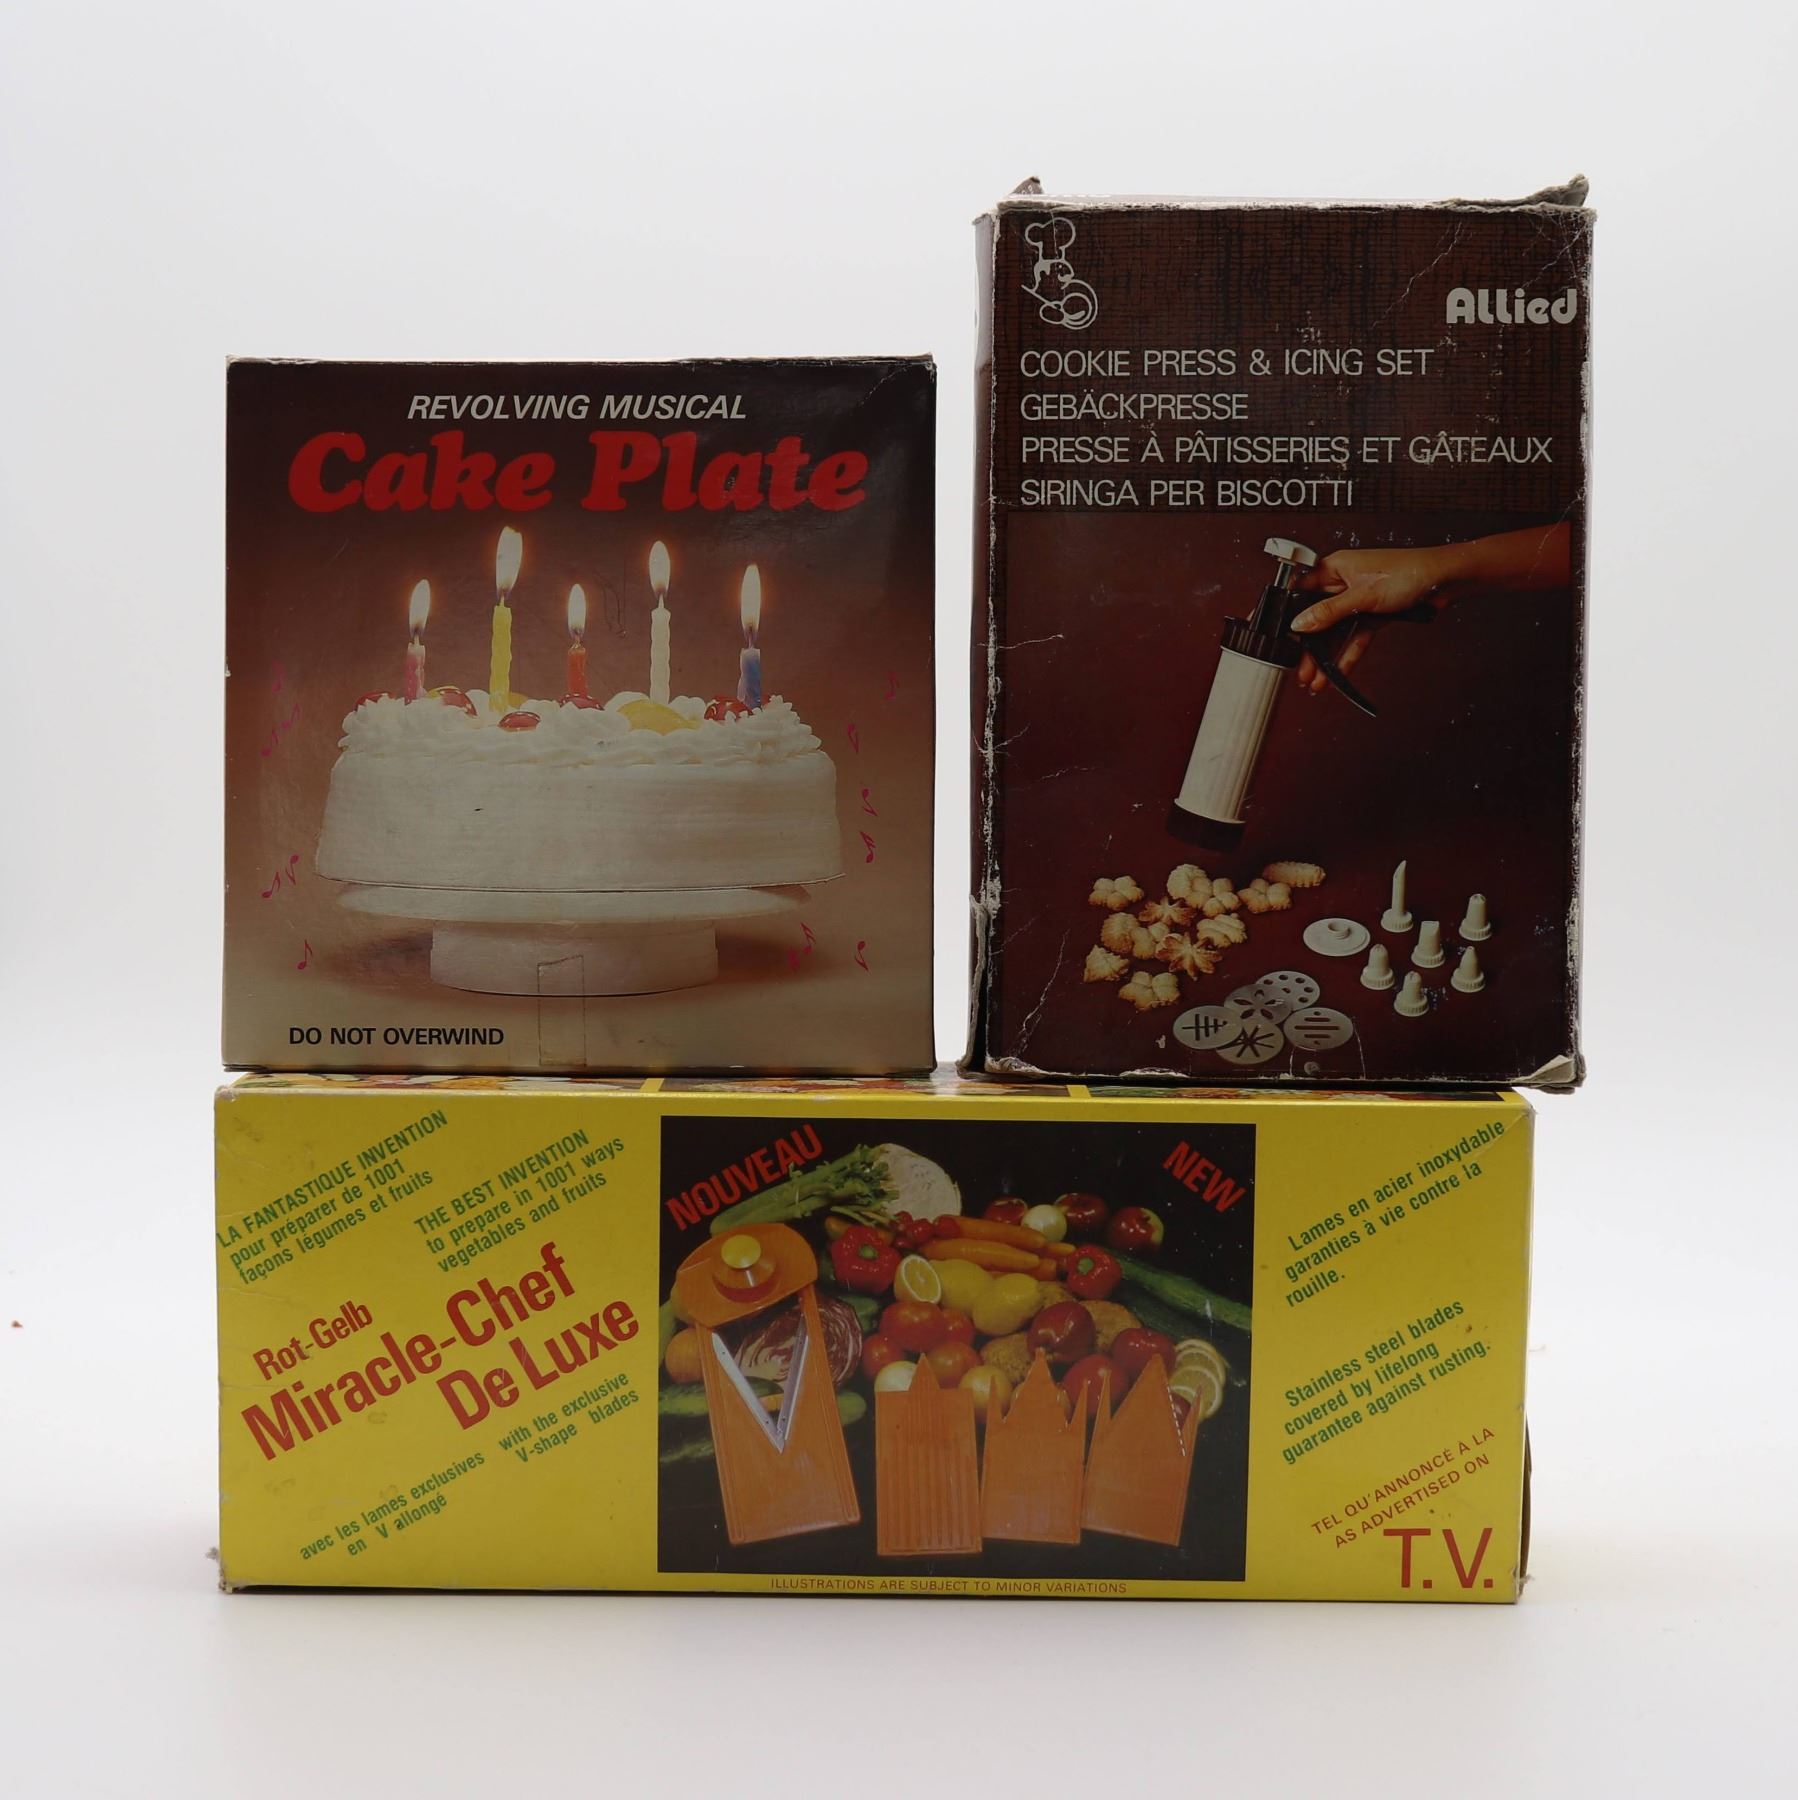 REVOLVING MUSICAL
Cake Plate
DO NOT OVERWIND
ALLied
COOKIE PRESS & ICING SET
GEBÄCKPRESSE
PRESSE À PÂTISSERIES ET GÂTEAUX
SIRINGA PER BISCOTTI
LA FANTASTIQUE INVENTION
pour préparer de 1001
façons légumes et fruits
THE BEST INVENTION
to prepare in 1001 ways
vegetables and fruits
Rot-Gelb
Miracle-Chef
De Luxe
avec les lames exclusives
en V allongé
with the exclusive
V-shape blades
NOUVEAU
NEW
ILLUSTRATIONS ARE SUBJECT TO MINOR VARIATIONS
Lames en acier inoxydable
garanties à vie contre la
rouille.
Stainless steel blades
covered by lifelong
guarantee against rusting.
TEL QU'ANNONCÉ À LA
AS ADVERTISED ON
T.V.